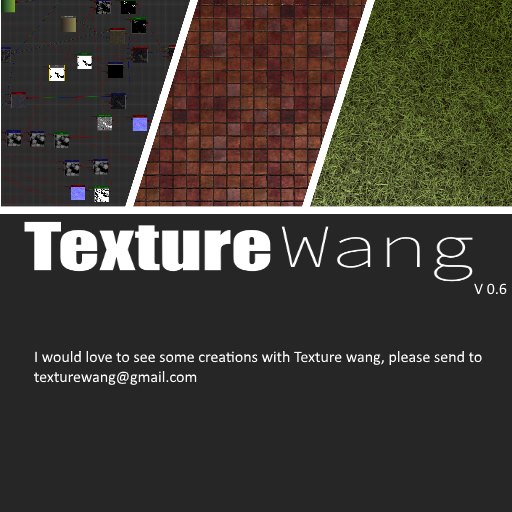 TextureWang
V 0.6
I would love to see some creations with Texture wang, please send to
texturewang@gmail.com